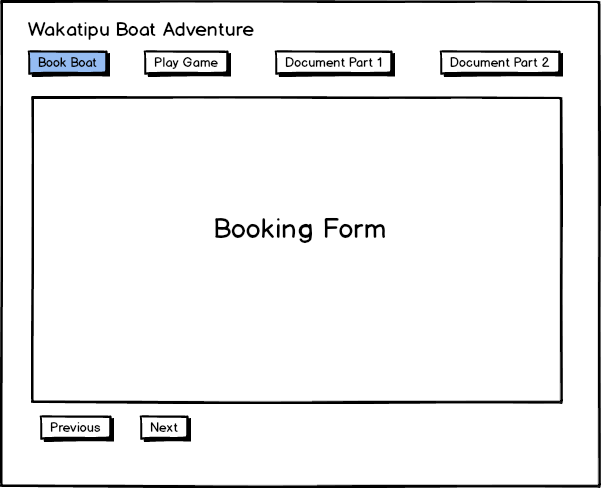 Wakatipu Boat Adventure
Book Boat Play Game Document Part 1 Document Part 2
Booking Form
Previous Next